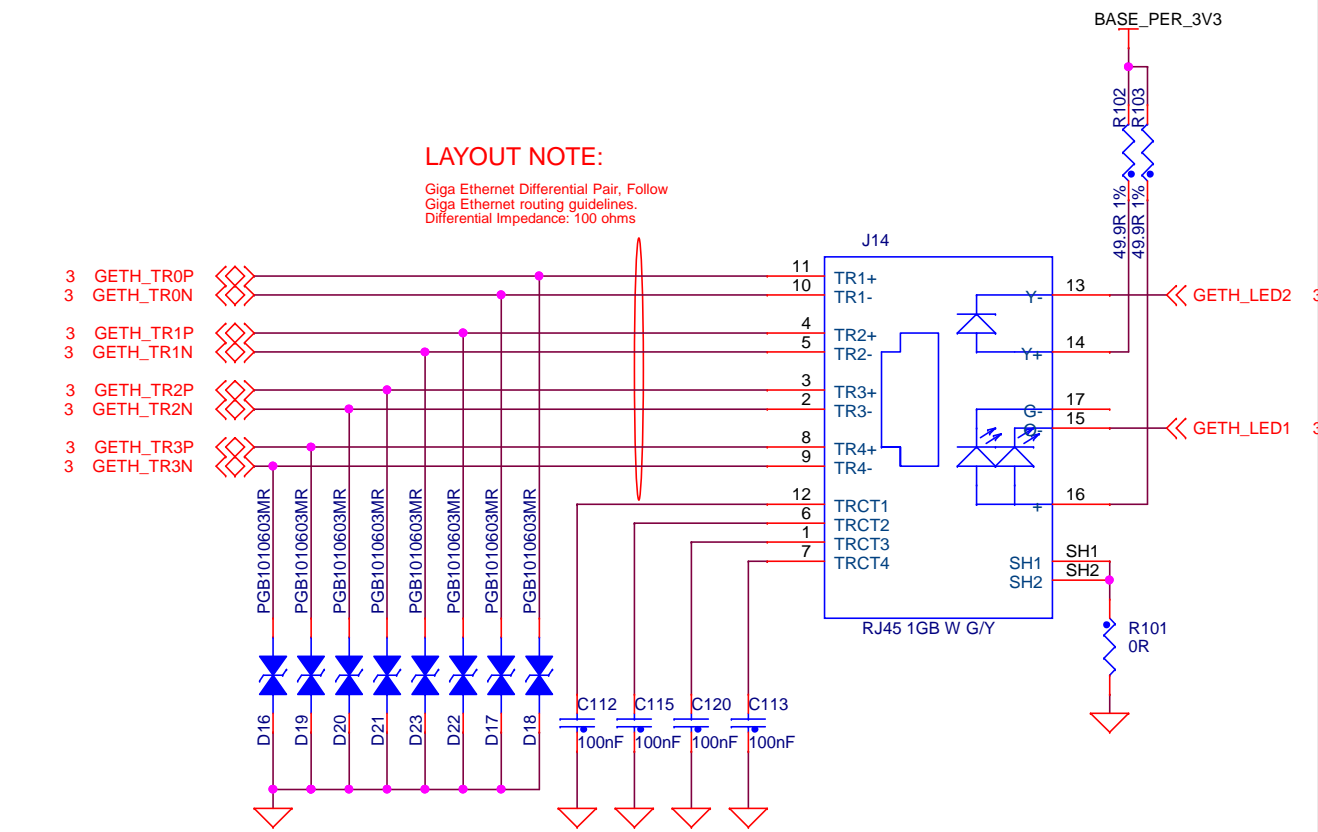 BASE_PER_3V3
R102
R103
49.9R 1%
49.9R 1%
LAYOUT NOTE:
Giga Ethernet Differential Pair, Follow
Giga Ethernet routing guidelines.
Differential Impedance: 100 ohms
J14
3 GETH_TR0P
3 GETH_TR0N
3 GETH_TR1P
3 GETH_TR1N
3 GETH_TR2P
3 GETH_TR2N
3 GETH_TR3P
3 GETH_TR3N
11 TR1+
10 TR1-
4 TR2+
5 TR2-
3 TR3+
2 TR3-
8 TR4+
9 TR4-
12 TRCT1
6 TRCT2
1 TRCT3
7 TRCT4
Y- 13
GETH_LED2
Y+ 14
G- 17
15
GETH_LED1
+ 16
SH1 SH1
SH2 SH2
RJ45 1GB W G/Y
R101
0R
PGB1010603MR
PGB1010603MR
PGB1010603MR
PGB1010603MR
PGB1010603MR
PGB1010603MR
PGB1010603MR
PGB1010603MR
D16
D19
D20
D21
D23
D22
D17
D18
C112
100nF
C115
100nF
C120
100nF
C113
100nF